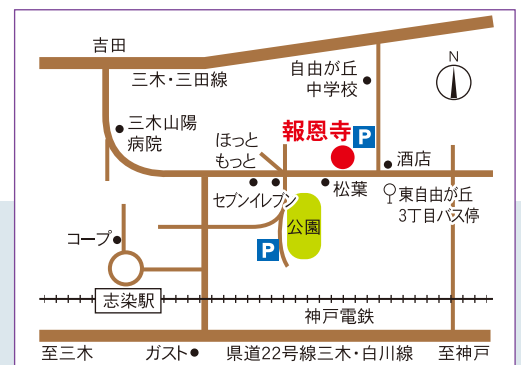 吉田
三木・三田線
自由が丘
中学校
N
三木山陽
病院
ほっと
もっと
報恩寺
P
酒店
セブンイレブン
松葉
東自由が丘
3丁目バス停
公園
コープ
P
志染駅
神戸電鉄
至三木
ガスト
県道22号線三木・白川線
至神戸